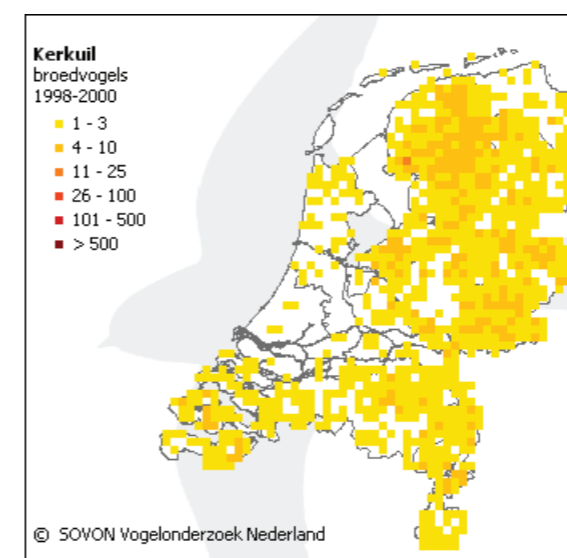 Kerkuil
broedvogels
1998-2000
1 - 3
4 - 10
11 - 25
26 - 100
101 - 500
> 500
© SOVON Vogelonderzoek Nederland